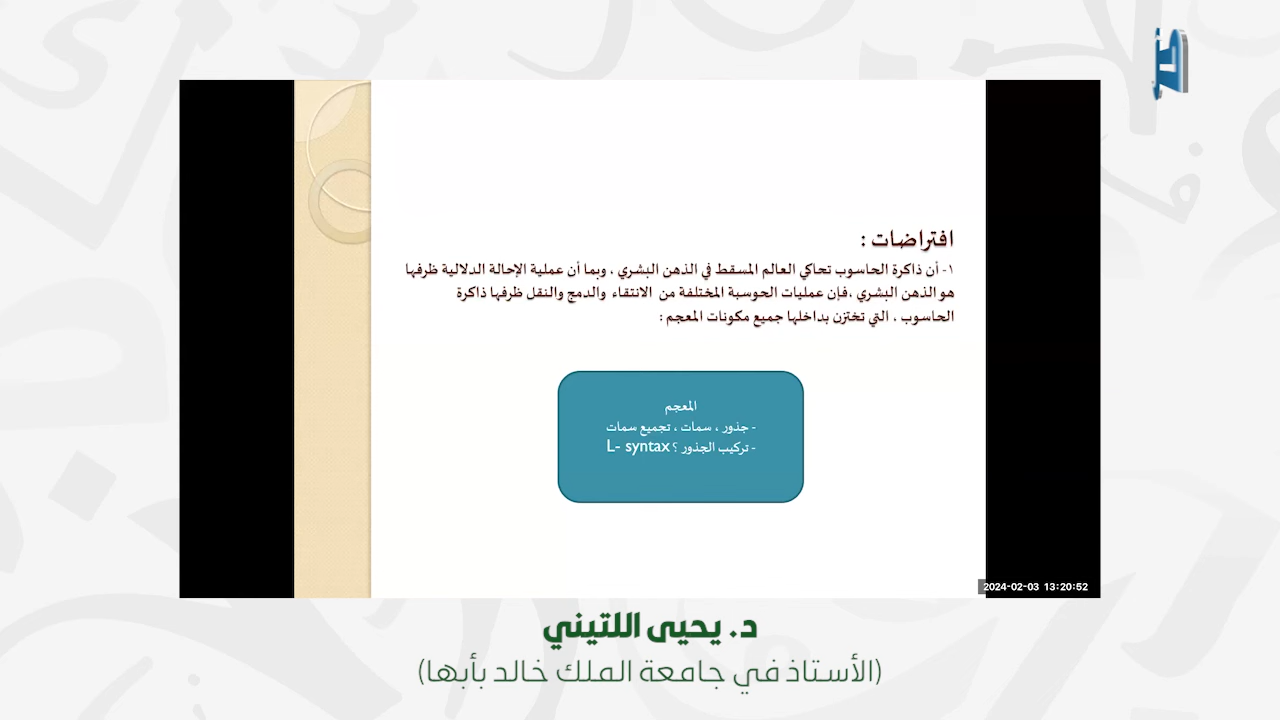 افتراضات :
١- أن ذاكرة الحاسوب تحاكي العالم المسقط في الذهن البشري ، وبما أن عملية الإحالة الدلالية ظرفها
هو الذهن البشري ،فإن عمليات الحوسبة المختلفة من الانتقاء والدمج والنقل ظرفها ذاكرة
الحاسوب ، التي تختزن بداخلها جميع مكونات المعجم :
المعجم
- جذور ، سمات ، تجميع سمات
- تركيب الجذور ؟ L- syntax
2024-02-03 13:20:52
د. يحيى اللتيني
(الأستاذ في جامعة الملك خالد بأبها)